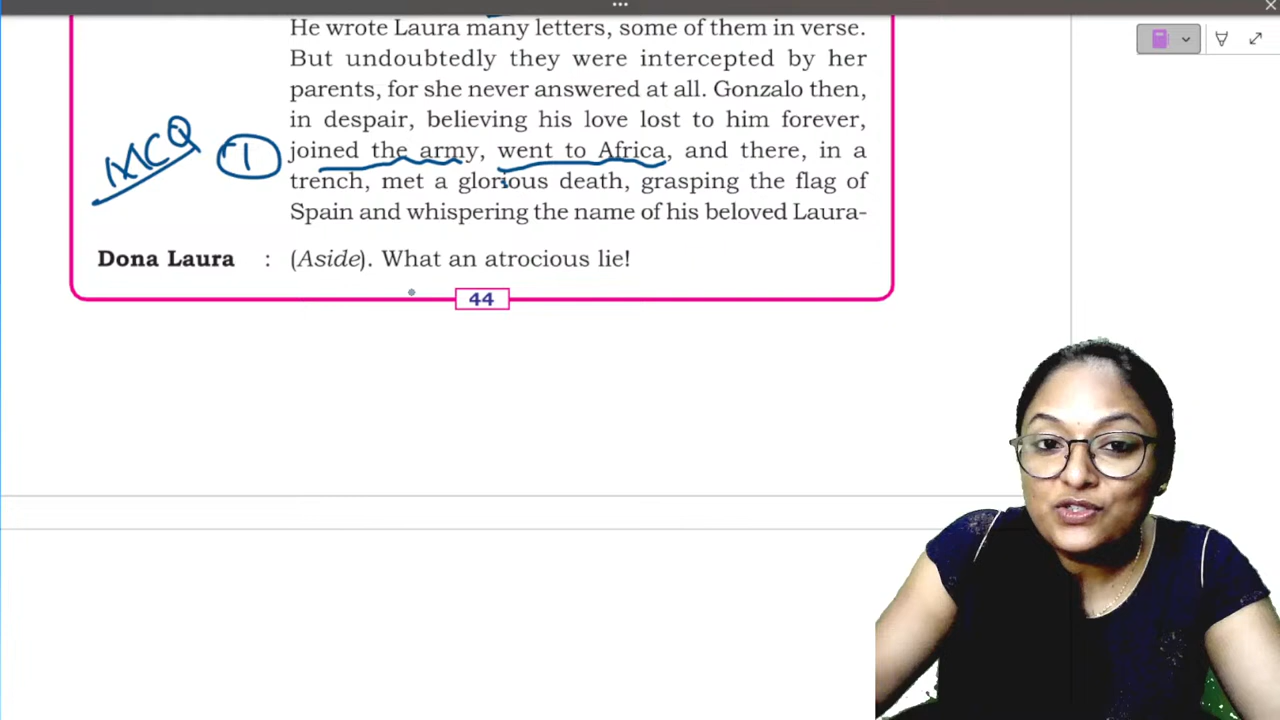 He wrote Laura many letters, some of them in verse.
But undoubtedly they were intercepted by her
parents, for she never answered at all. Gonzalo then,
in despair, believing his love lost to him forever,
MCQ 1 joined the army, went to Africa, and there, in a
trench, met a glorious death, grasping the flag of
Spain and whispering the name of his beloved Laura-
Dona Laura : (Aside). What an atrocious lie!
44